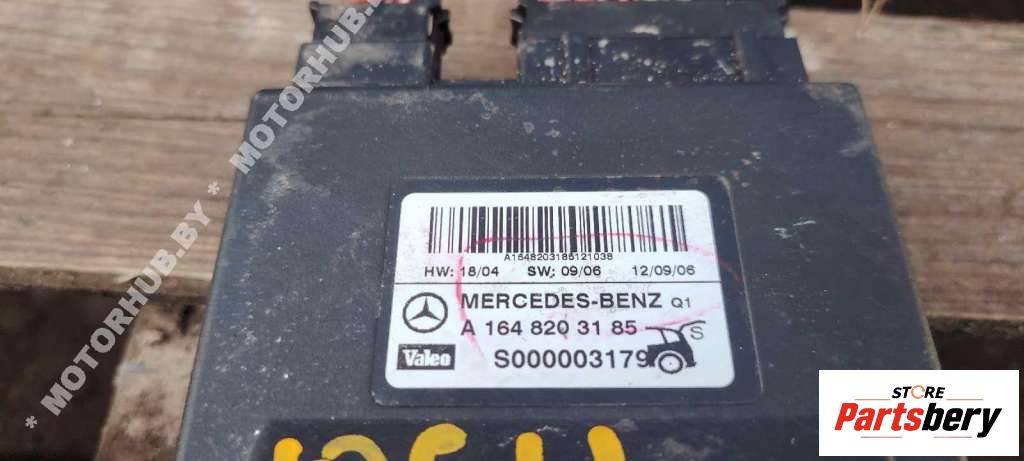 * MOTORHUB.BY * MOTORHUB.BY *
A1648203185121038
HW: 18/04 SW: 09/06 12/09/06
MERCEDES-BENZ Q1
A 164 820 31 85
S
Valeo S000003179
STORE
Partsbery